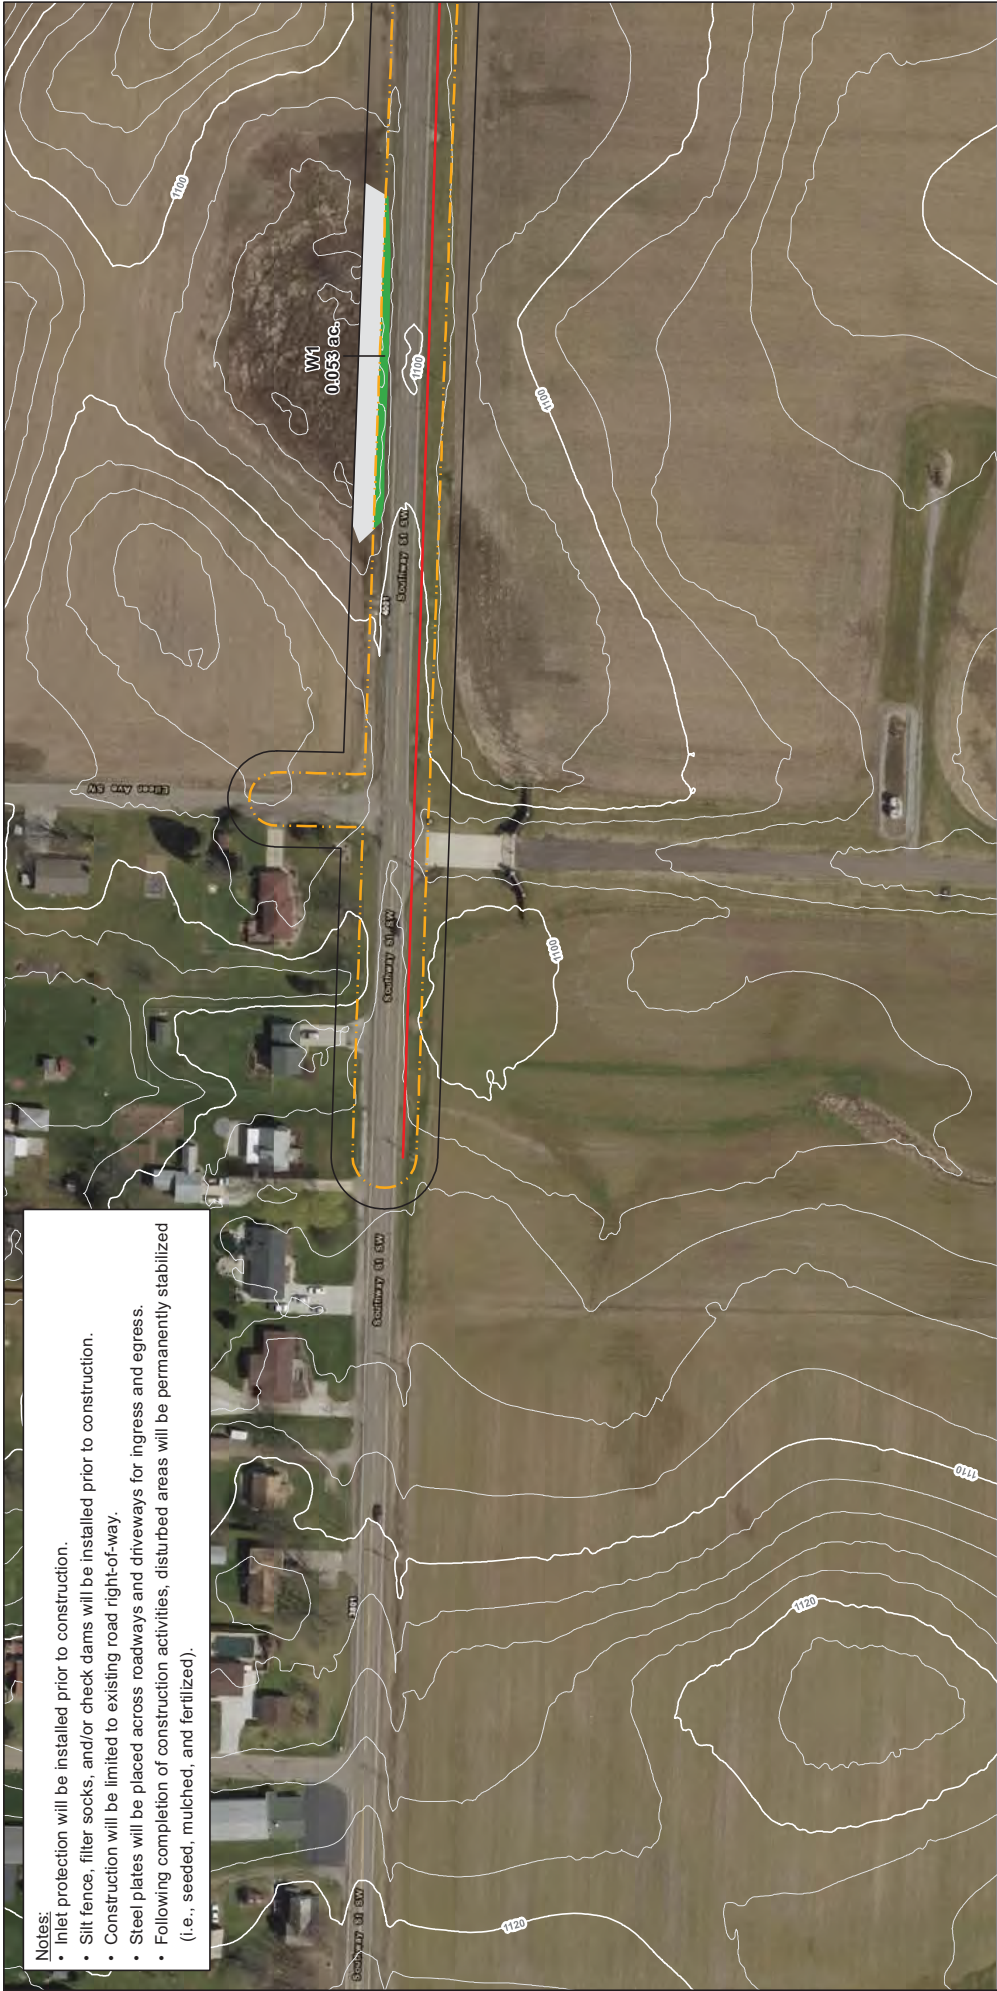 Notes:
• Inlet protection will be installed prior to construction.
• Silt fence, filter socks, and/or check dams will be installed prior to construction.
• Construction will be limited to existing road right-of-way.
• Steel plates will be placed across roadways and driveways for ingress and egress.
• Following completion of construction activities, disturbed areas will be permanently stabilized
(i.e., seeded, mulched, and fertilized).
Southway St SW
1120
1120
1110
Southway St SW
Southway St SW
1100
Southway St SW
1100
1100
1100
W1
0.053 ac.